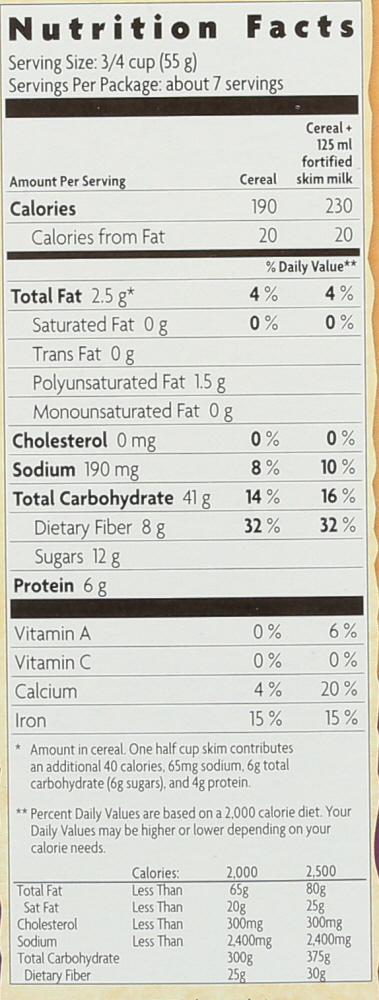 Nutrition Facts
Serving Size: 3/4 cup (55 g)
Servings Per Package: about 7 servings
Cereal +
125 ml
fortified
Amount Per Serving Cereal skim milk
Calories 190 230
Calories from Fat 20 20
% Daily Value**
Total Fat 2.5 g* 4 % 4 %
Saturated Fat 0 g 0 % 0 %
Trans Fat 0 g
Polyunsaturated Fat 1.5 g
Monounsaturated Fat 0 g
Cholesterol 0 mg 0 % 0 %
Sodium 190 mg 8 % 10 %
Total Carbohydrate 41 g 14 % 16 %
Dietary Fiber 8 g 32 % 32 %
Sugars 12 g
Protein 6 g
Vitamin A 0 % 6 %
Vitamin C 0 % 0 %
Calcium 4 % 20 %
Iron 15 % 15 %
* Amount in cereal. One half cup skim contributes
an additional 40 calories, 65mg sodium, 6g total
carbohydrate (6g sugars), and 4g protein.
** Percent Daily Values are based on a 2,000 calorie diet. Your
Daily Values may be higher or lower depending on your
calorie needs.
Calories: 2,000 2,500
Total Fat Less Than 65g 80g
Sat Fat Less Than 20g 25g
Cholesterol Less Than 300mg 300mg
Sodium Less Than 2,400mg 2,400mg
Total Carbohydrate 300g 375g
Dietary Fiber 25g 30g